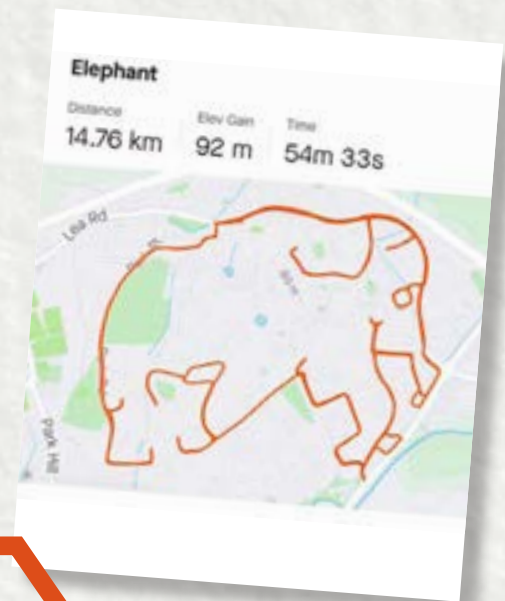 Elephant
Distance
Elev Gain
Time
14.76 km
92 m
54m 33s
Lea Rd
park Hill